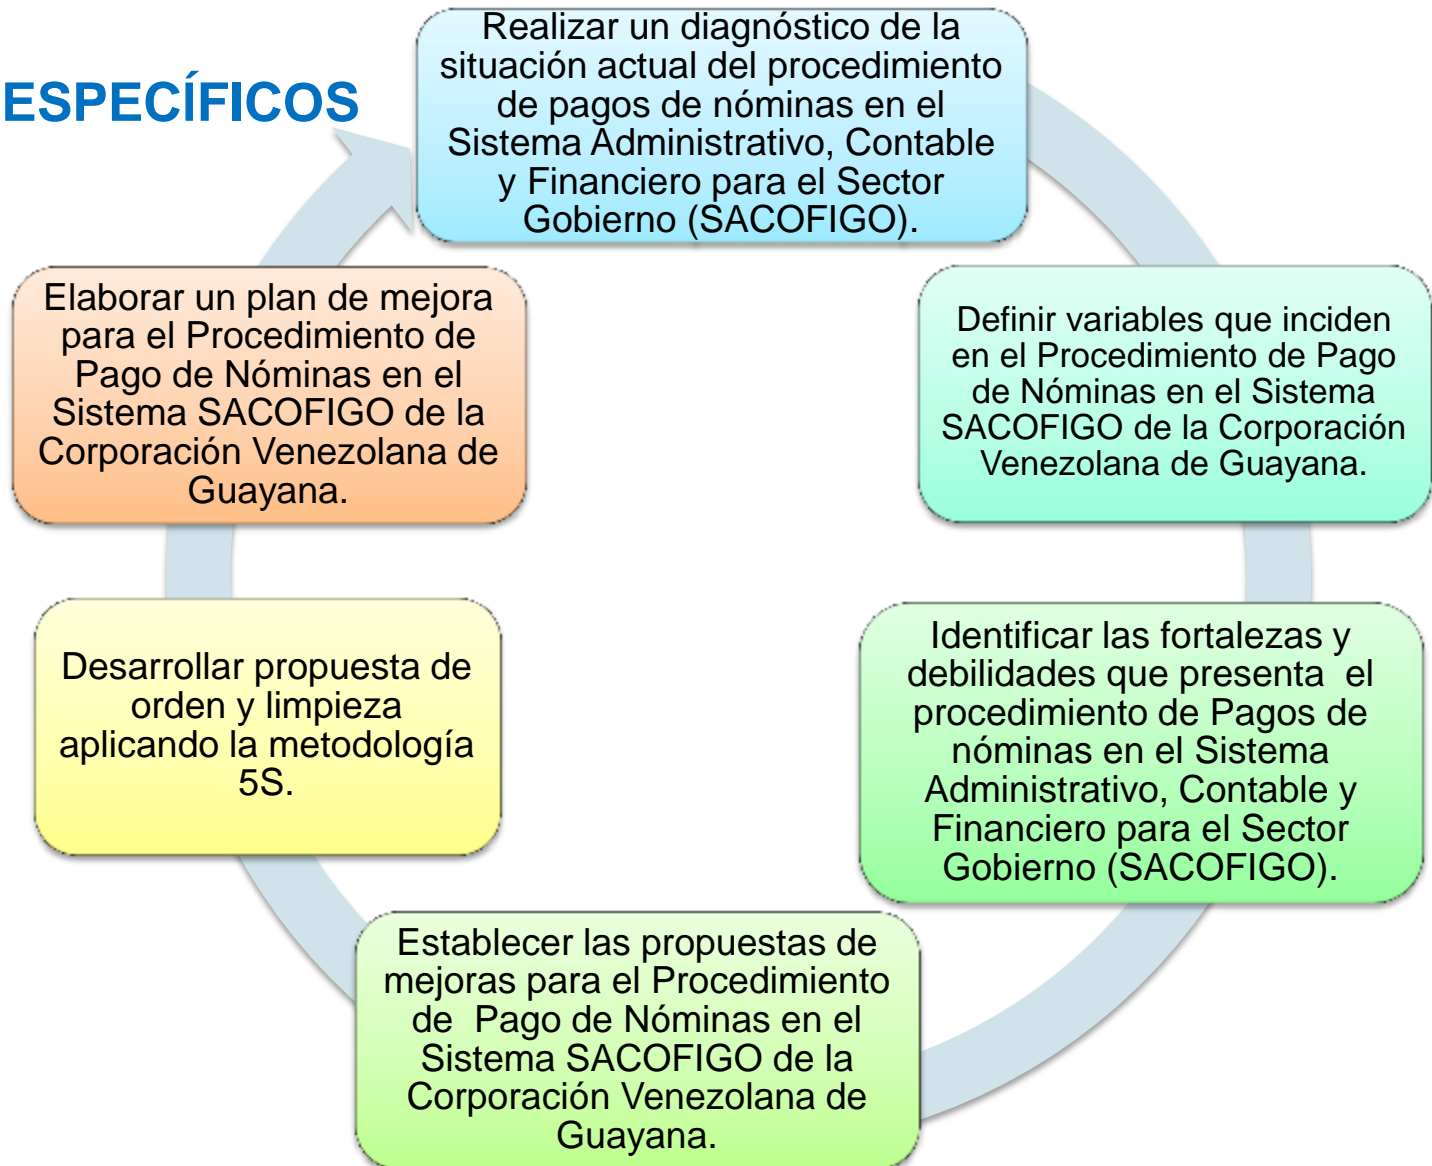 ESPECÍFICOS
Realizar un diagnóstico de la
situación actual del procedimiento
de pagos de nóminas en el
Sistema Administrativo, Contable
y Financiero para el Sector
Gobierno (SACOFIGO).
Definir variables que inciden
en el Procedimiento de Pago
de Nóminas en el Sistema
SACOFIGO de la Corporación
Venezolana de Guayana.
Identificar las fortalezas y
debilidades que presenta  el
procedimiento de Pagos de
nóminas en el Sistema
Administrativo, Contable y
Financiero para el Sector
Gobierno (SACOFIGO).
Establecer las propuestas de
mejoras para el Procedimiento
de  Pago de Nóminas en el
Sistema SACOFIGO de la
Corporación Venezolana de
Guayana.
Desarrollar propuesta de
orden y limpieza
aplicando la metodología
5S.
Elaborar un plan de mejora
para el Procedimiento de
Pago de Nóminas en el
Sistema SACOFIGO de la
Corporación Venezolana de
Guayana.